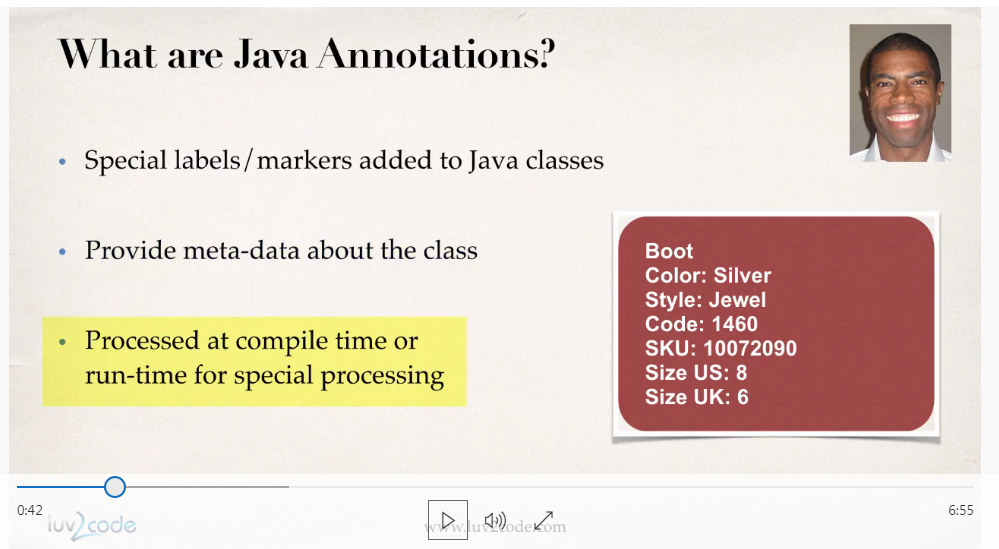 What are Java Annotations?
• Special labels/markers added to Java classes
• Provide meta-data about the class
• Processed at compile time or
run-time for special processing
Boot
Color: Silver
Style: Jewel
Code: 1460
SKU: 10072090
Size US: 8
Size UK: 6
0:42
6:55
luv2code
www.luv2code.com